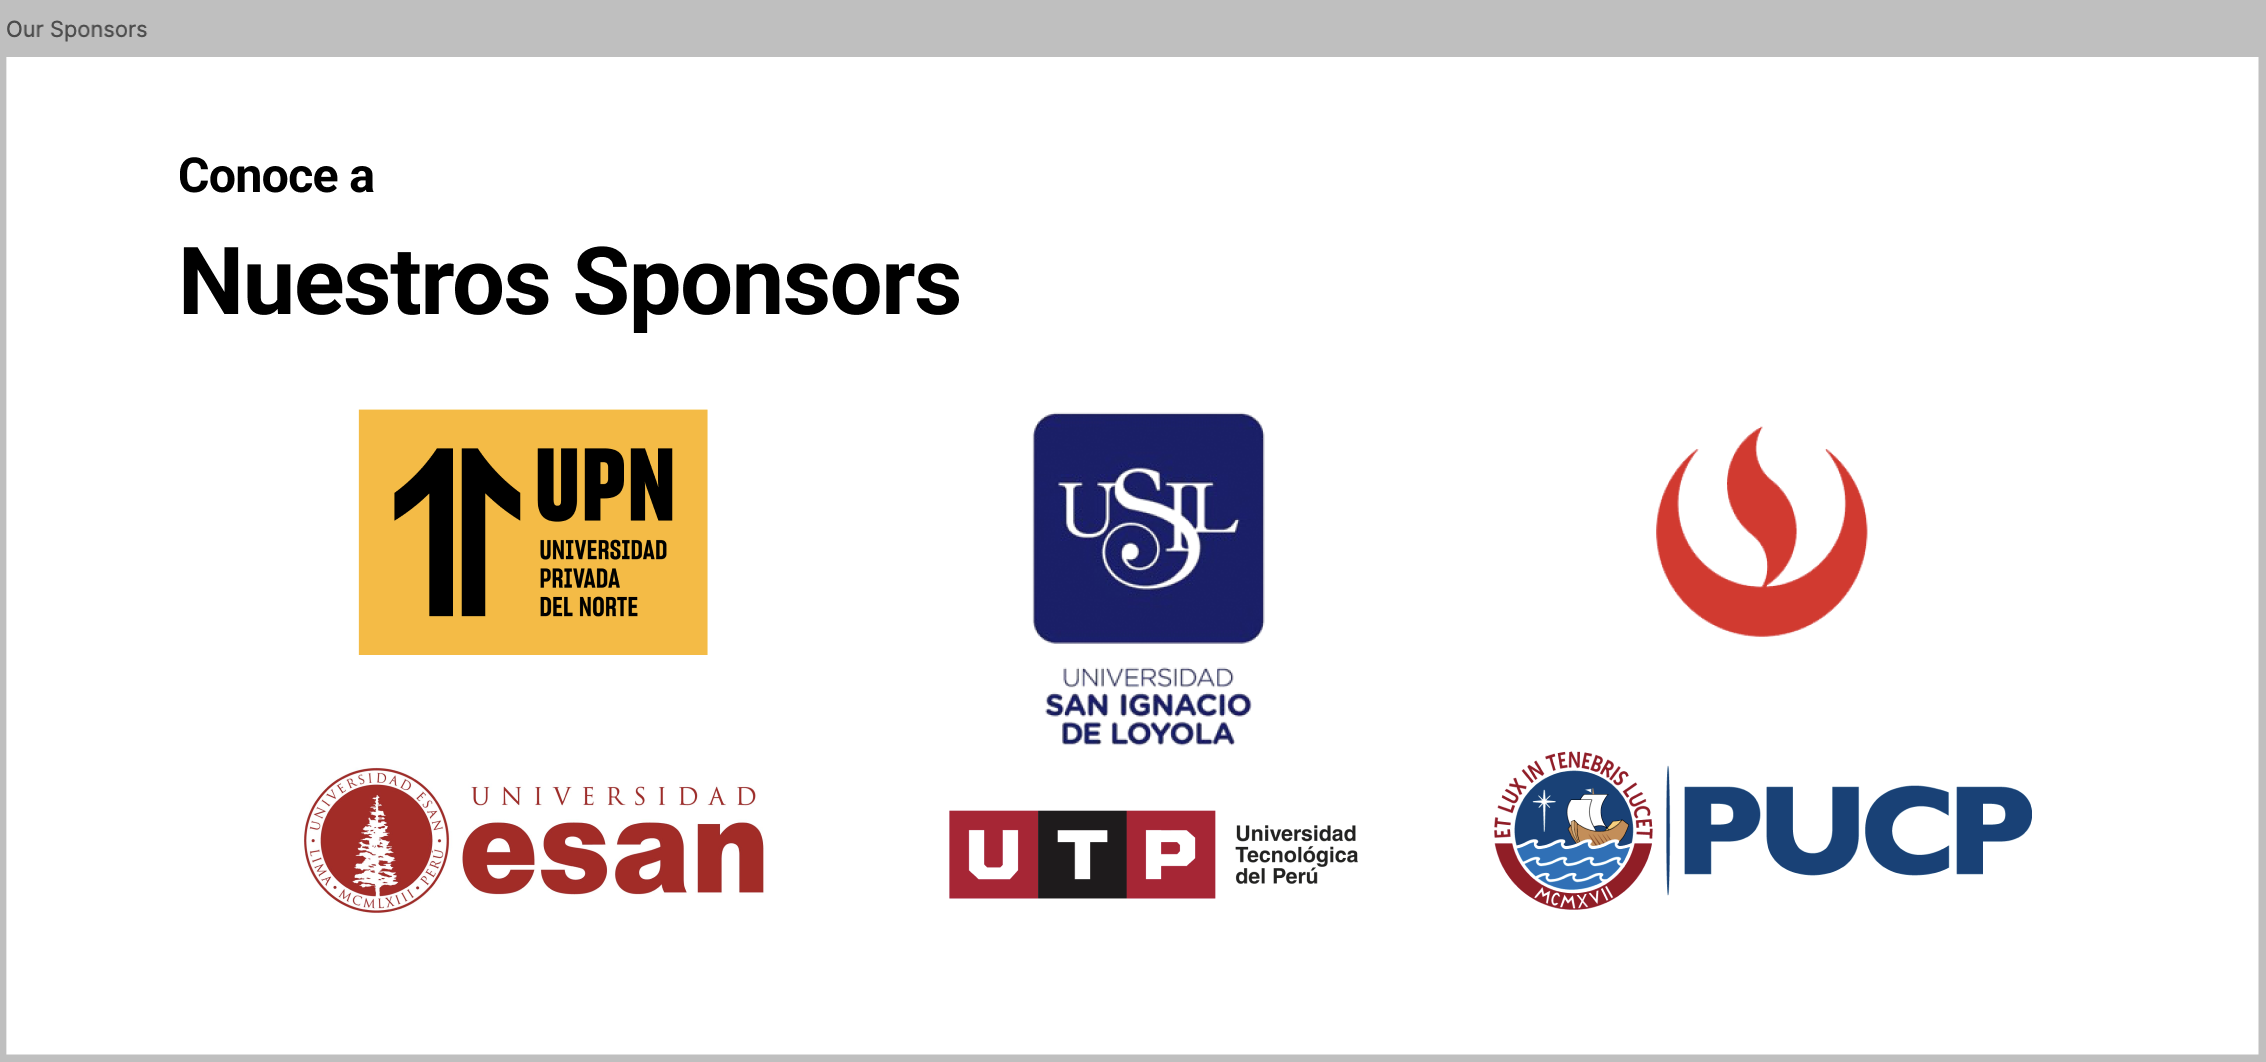 Our Sponsors
Conoce a
Nuestros Sponsors
UPN
UNIVERSIDAD
PRIVADA
DEL NORTE
USIL
UNIVERSIDAD
SAN IGNACIO
DE LOYOLA
UNIVERSIDAD ESAN
LIMA · MCMLXIII · PERÚ
UNIVERSIDAD
esan
UTP
Universidad
Tecnológica
del Perú
ET LUX IN TENEBRIS LUCET
MCMXVII
PUCP